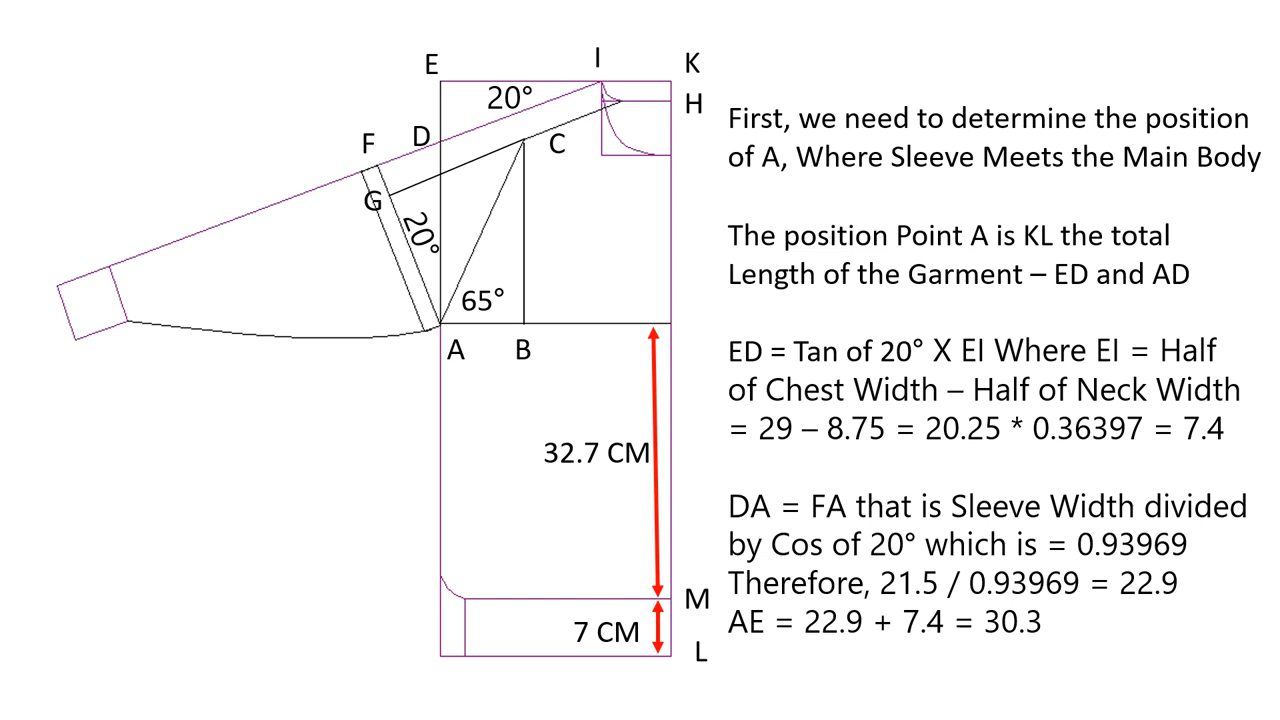 E
I
K
20°
H
F
D
C
G
20°
65°
A
B
32.7 CM
M
7 CM
L
First, we need to determine the position
of A, Where Sleeve Meets the Main Body
The position Point A is KL the total
Length of the Garment – ED and AD
ED = Tan of 20° X EI Where EI = Half
of Chest Width – Half of Neck Width
= 29 – 8.75 = 20.25 * 0.36397 = 7.4
DA = FA that is Sleeve Width divided
by Cos of 20° which is = 0.93969
Therefore, 21.5 / 0.93969 = 22.9
AE = 22.9 + 7.4 = 30.3